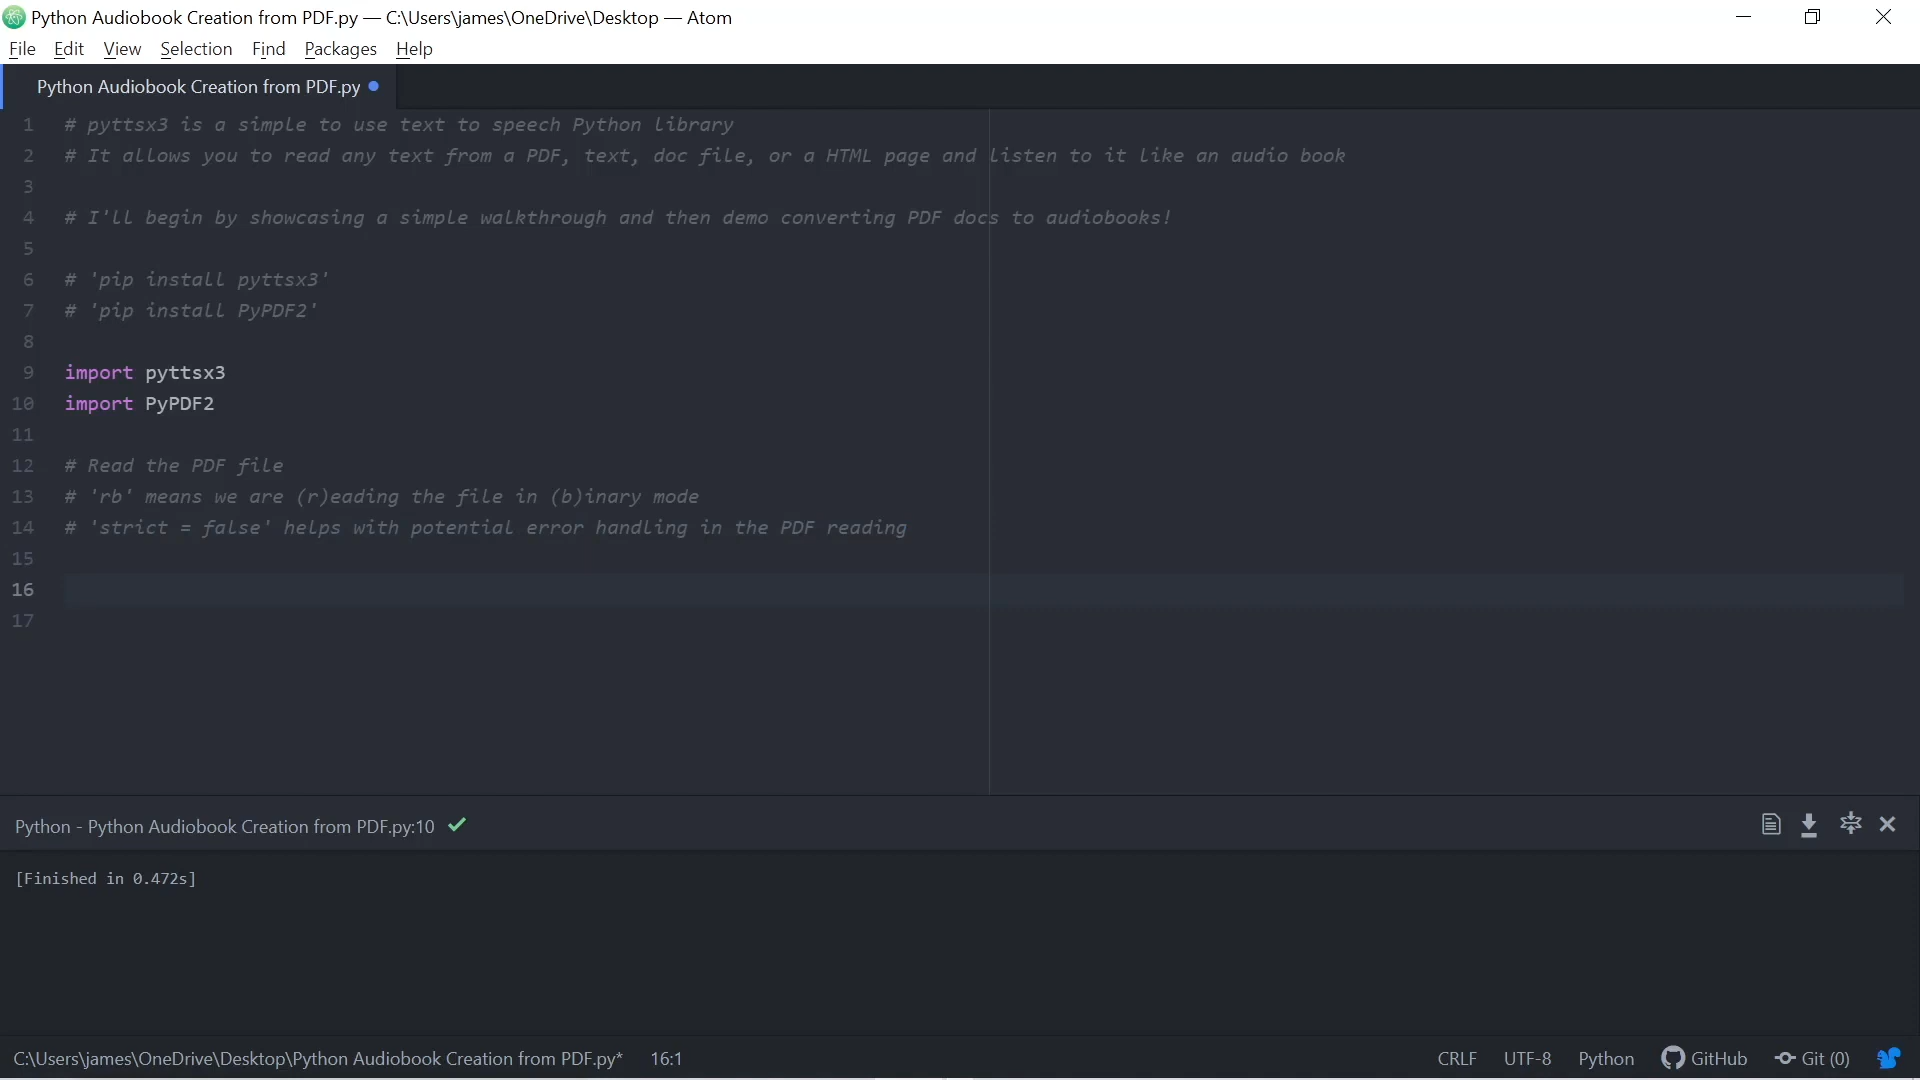 Python Audiobook Creation from PDF.py — C:\Users\james\OneDrive\Desktop — Atom
File Edit View Selection Find Packages Help
Python Audiobook Creation from PDF.py
1 # pyttsx3 is a simple to use text to speech Python library
2 # It allows you to read any text from a PDF, text, doc file, or a HTML page and listen to it like an audio book
3
4 # I'll begin by showcasing a simple walkthrough and then demo converting PDF docs to audiobooks!
5
6 # 'pip install pyttsx3'
7 # 'pip install PyPDF2'
8
9 import pyttsx3
10 import PyPDF2
11
12 # Read the PDF file
13 # 'rb' means we are (r)eading the file in (b)inary mode
14 # 'strict = false' helps with potential error handling in the PDF reading
15
16
17
Python - Python Audiobook Creation from PDF.py:10
[Finished in 0.472s]
C:\Users\james\OneDrive\Desktop\Python Audiobook Creation from PDF.py* 16:1 CRLF UTF-8 Python GitHub Git (0)